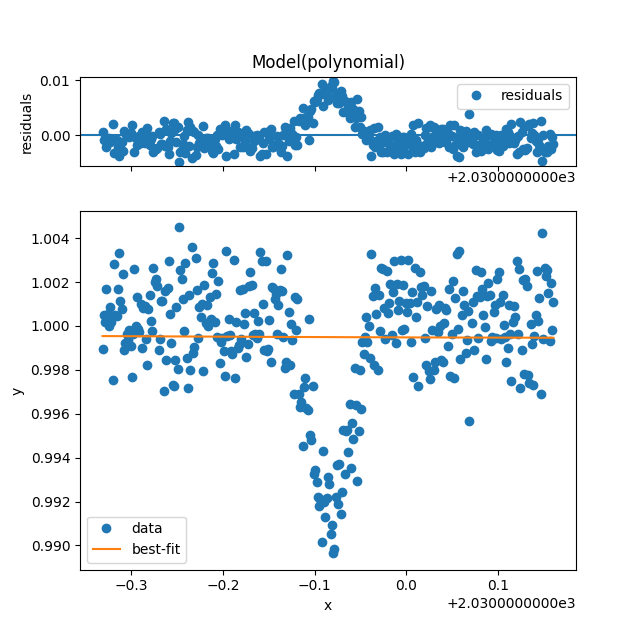 Model(polynomial)
0.01
0.00
residuals
residuals
+2.0300000000e3
1.004
1.002
1.000
0.998
0.996
0.994
0.992
0.990
y
data
best-fit
−0.3
−0.2
−0.1
0.0
0.1
x
+2.0300000000e3